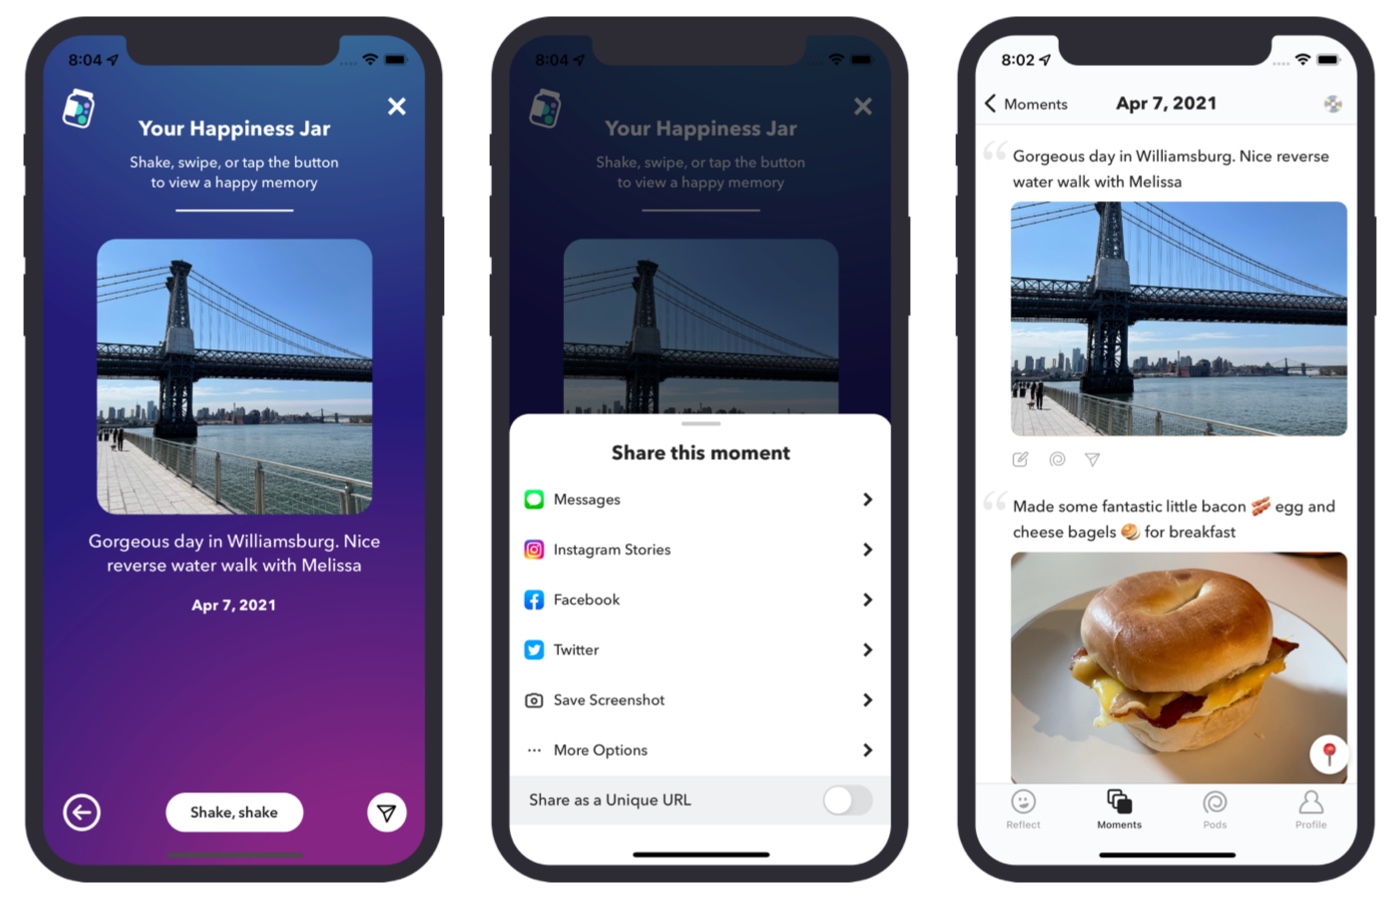 8:04
Your Happiness Jar
Shake, swipe, or tap the button
to view a happy memory
Gorgeous day in Williamsburg. Nice
reverse water walk with Melissa
Apr 7, 2021
Shake, shake
8:04
Your Happiness Jar
Shake, swipe, or tap the button
to view a happy memory
Share this moment
Messages
Instagram Stories
Facebook
Twitter
Save Screenshot
More Options
Share as a Unique URL
8:02
Moments
Apr 7, 2021
Gorgeous day in Williamsburg. Nice reverse
water walk with Melissa
Made some fantastic little bacon 🥓 egg and
cheese bagels 🥯 for breakfast
Reflect
Moments
Pods
Profile